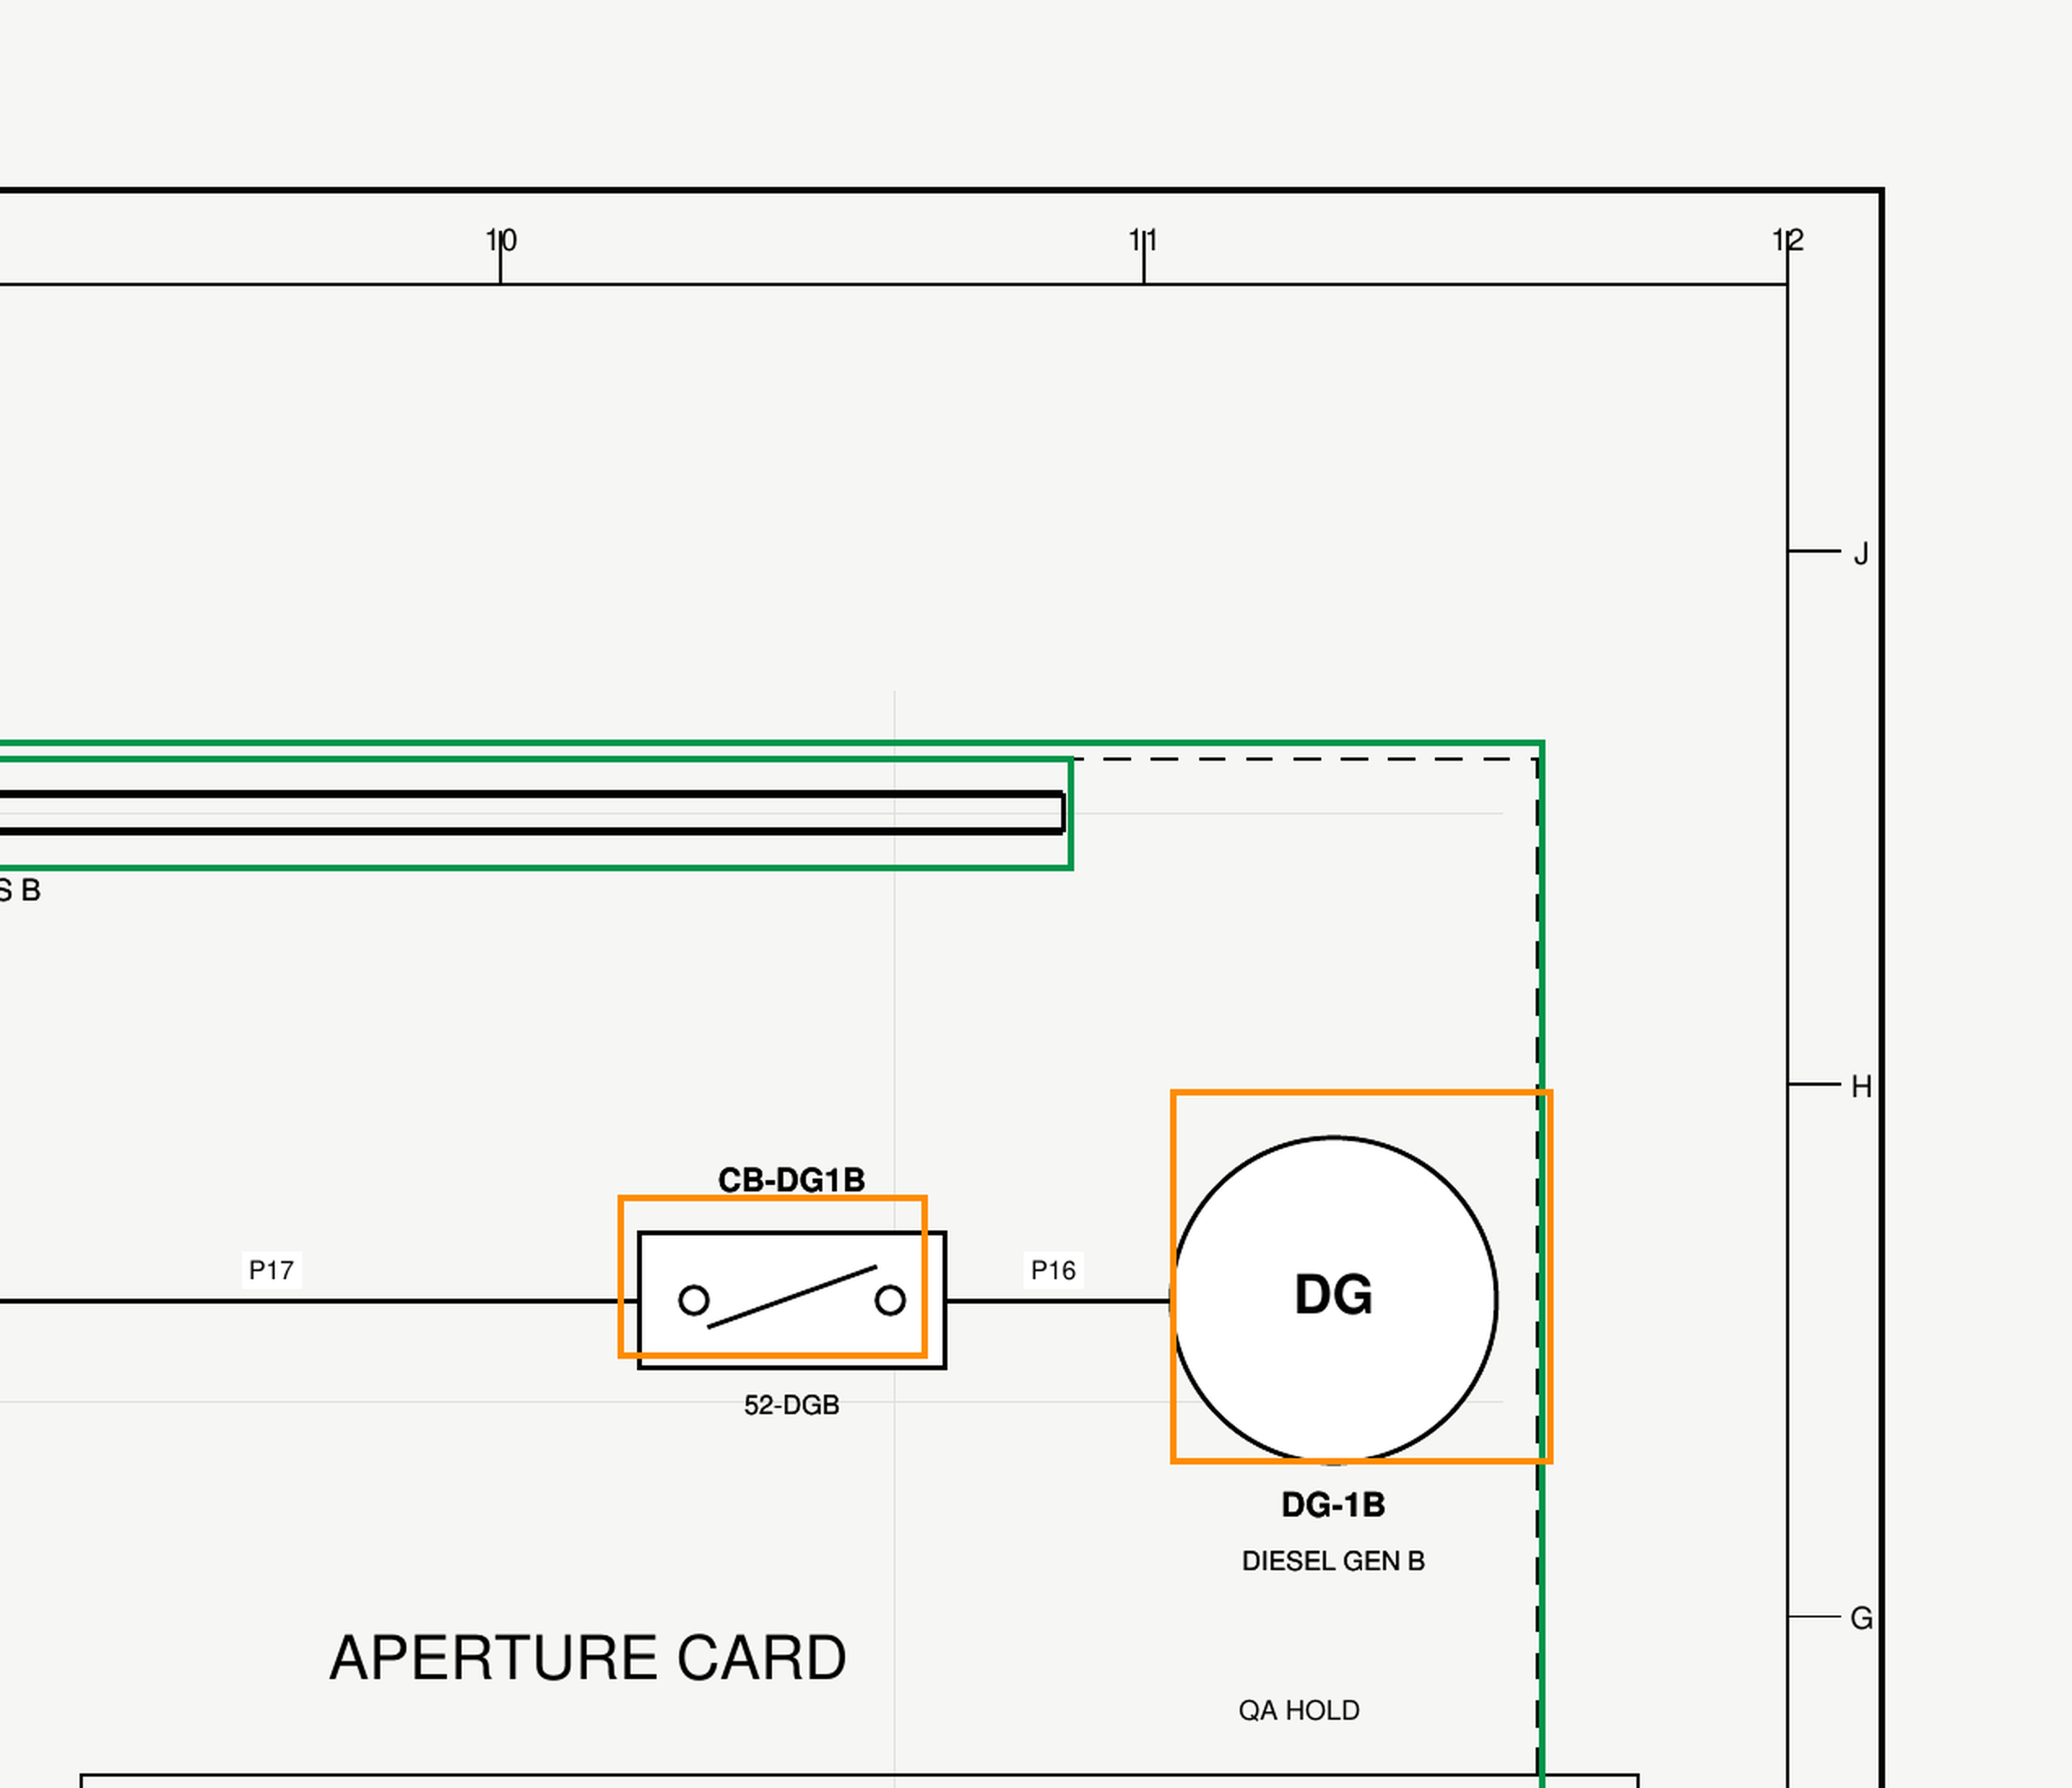 10 11 12
J
S B
H
CB-DG1B
P17 P16
DG
52-DGB
DG-1B
DIESEL GEN B
G
APERTURE CARD
QA HOLD